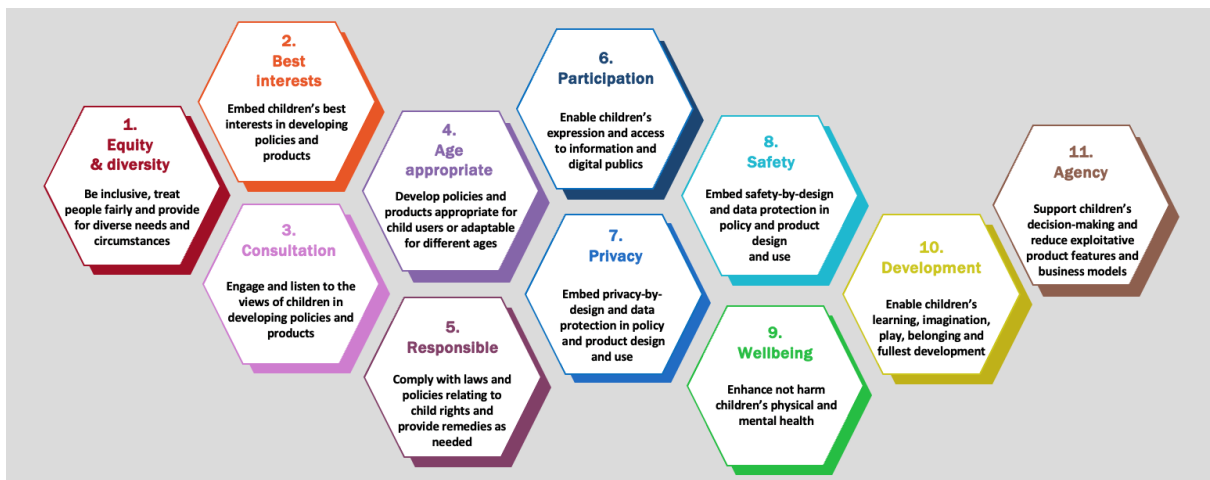 1.
Equity
& diversity
Be inclusive, treat
people fairly and provide
for diverse needs and
circumstances
2.
Best
interests
Embed children's best
interests in developing
policies and
products
3.
Consultation
Engage and listen to the
views of children in
developing policies and
products
4.
Age
appropriate
Develop policies and
products appropriate for
child users or adaptable
for different ages
5.
Responsible
Comply with laws and
policies relating to
child rights and
provide remedies as
needed
6.
Participation
Enable children's
expression and access
to information and
digital publics
7.
Privacy
Embed privacy-by-
design and data
protection in policy
and product design
and use
8.
Safety
Embed safety-by-design
and data protection in
policy and product
design
and use
9.
Wellbeing
Enhance not harm
children's physical and
mental health
10.
Development
Enable children's
learning, imagination,
play, belonging and
fullest development
11.
Agency
Support children's
decision-making and
reduce exploitative
product features and
business models